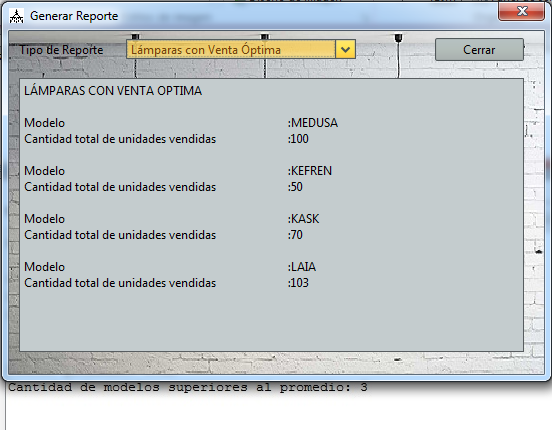 Generar Reporte
Tipo de Reporte Lámparas con Venta Óptima Cerrar
LÁMPARAS CON VENTA OPTIMA
Modelo :MEDUSA
Cantidad total de unidades vendidas :100
Modelo :KEFREN
Cantidad total de unidades vendidas :50
Modelo :KASK
Cantidad total de unidades vendidas :70
Modelo :LAIA
Cantidad total de unidades vendidas :103
Cantidad de modelos superiores al promedio: 3